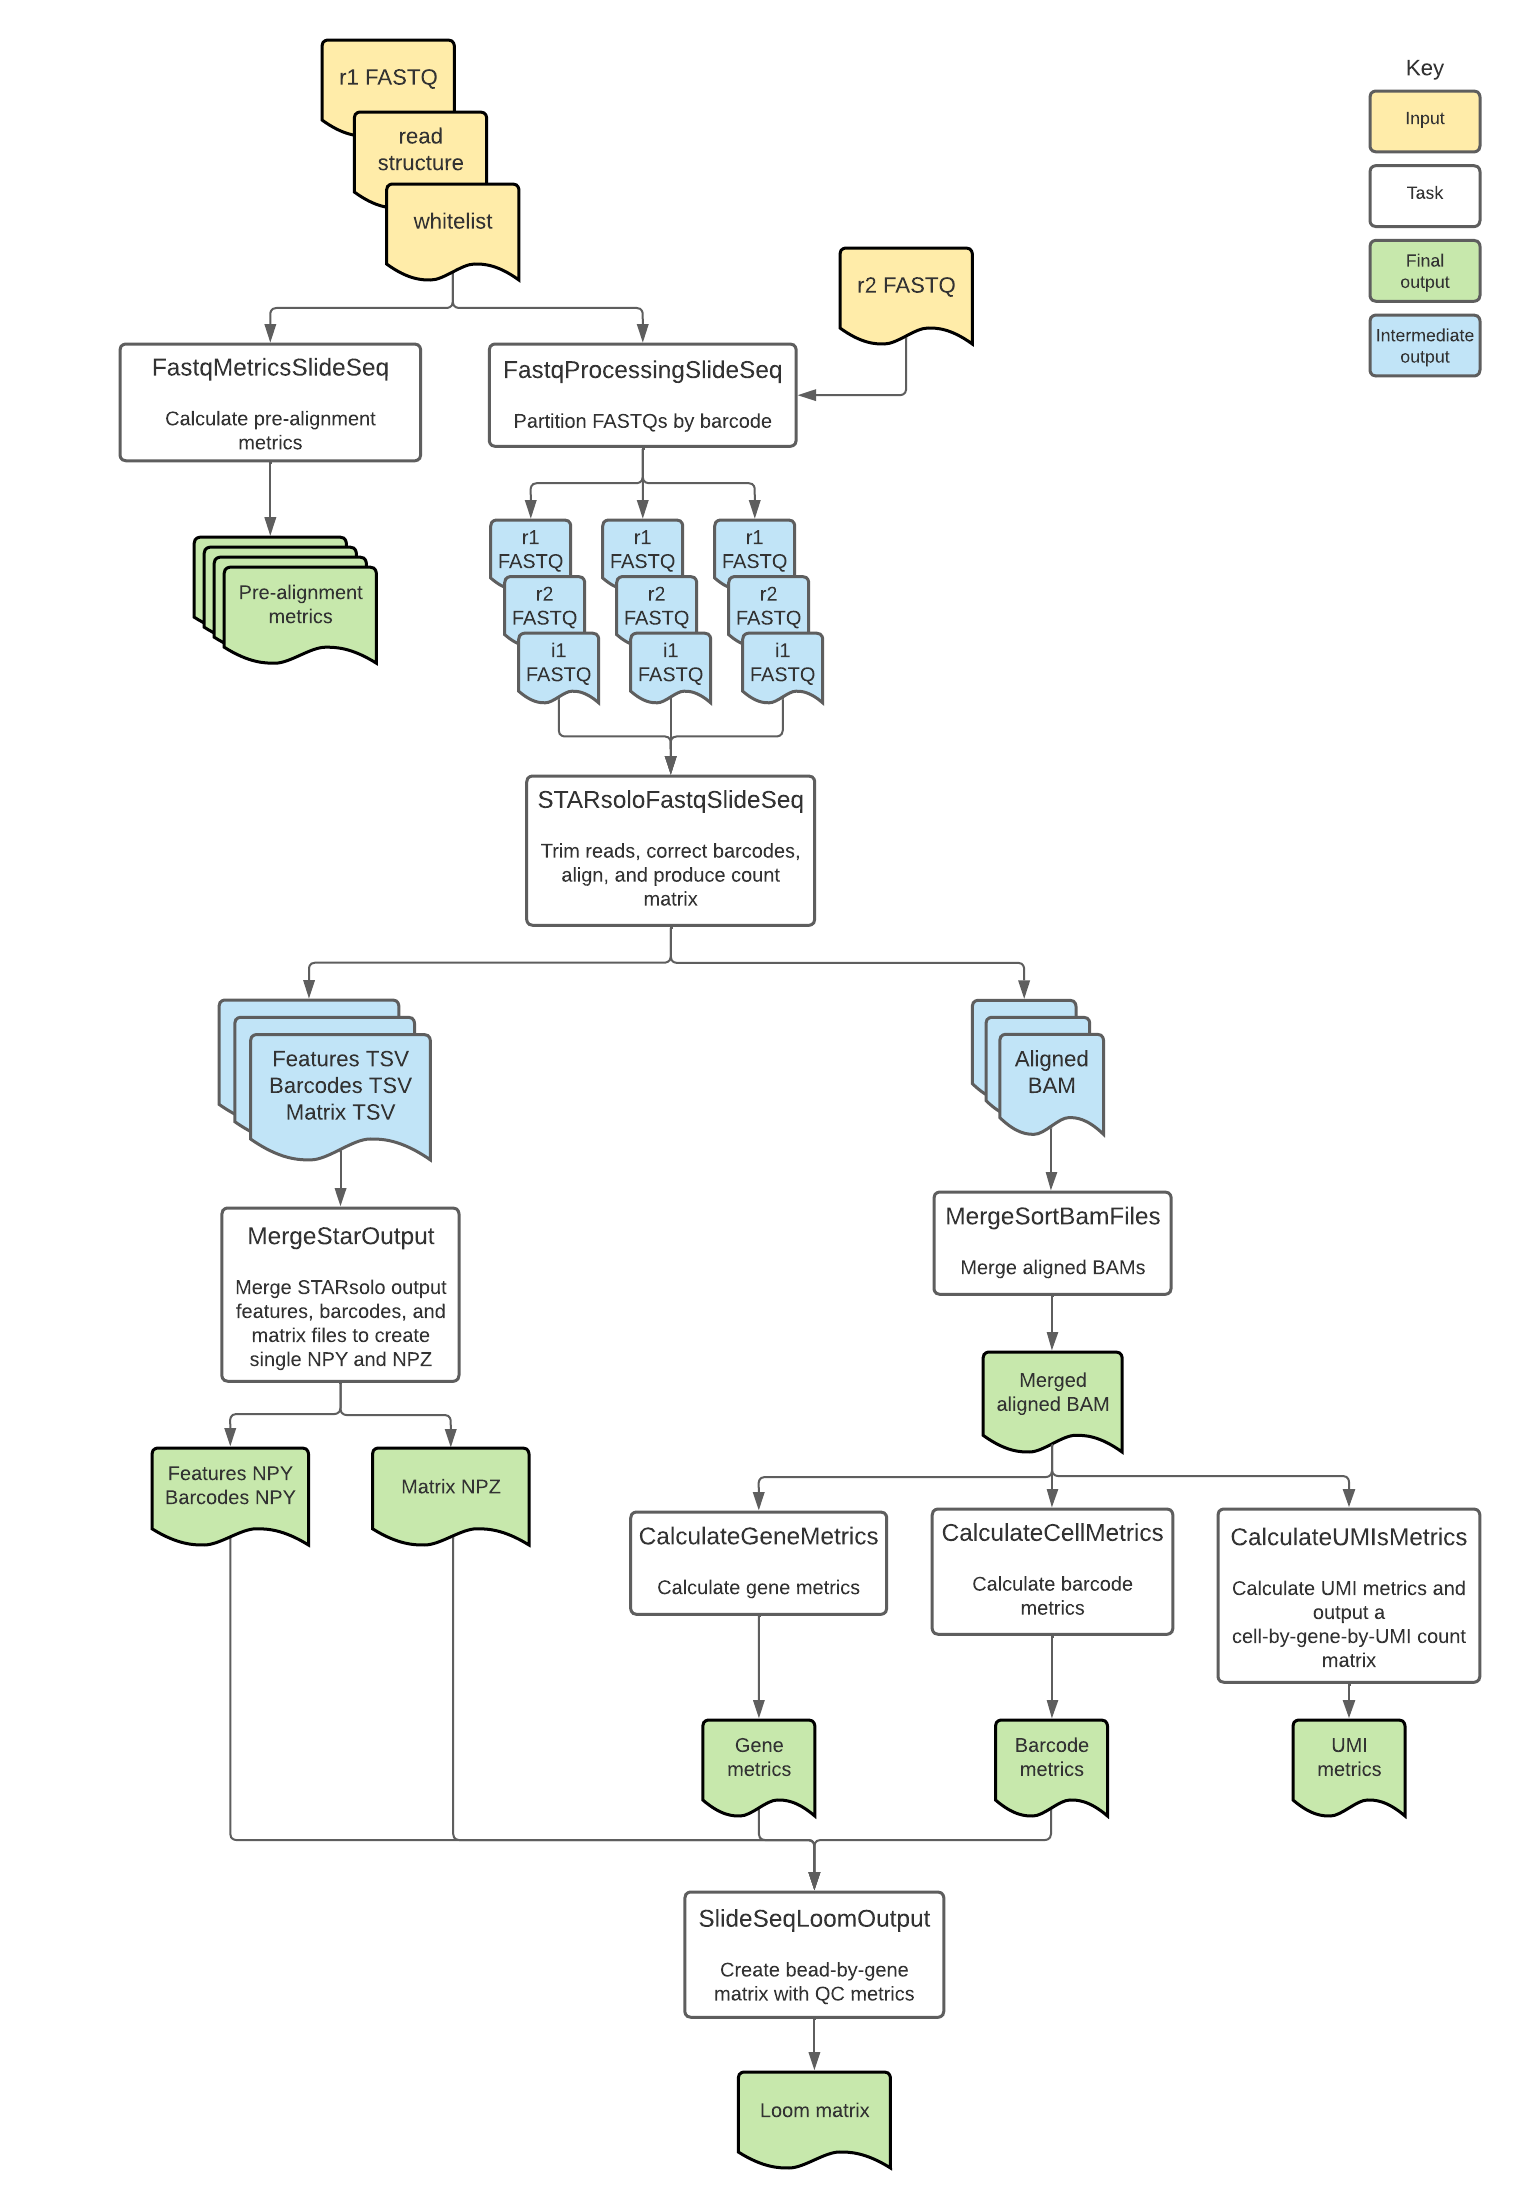 r1 FASTQ
read
structure
whitelist
r2 FASTQ
Key
Input
Task
Final
output
Intermediate
output
FastqMetricsSlideSeq
Calculate pre-alignment
metrics
FastqProcessingSlideSeq
Partition FASTQs by barcode
Pre-alignment
metrics
r1
FASTQ
r2
FASTQ
i1
FASTQ
r1
FASTQ
r2
FASTQ
i1
FASTQ
r1
FASTQ
r2
FASTQ
i1
FASTQ
STARsoloFastqSlideSeq
Trim reads, correct barcodes,
align, and produce count
matrix
Features TSV
Barcodes TSV
Matrix TSV
Aligned
BAM
MergeStarOutput
Merge STARsolo output
features, barcodes, and
matrix files to create
single NPY and NPZ
MergeSortBamFiles
Merge aligned BAMs
Merged
aligned BAM
Features NPY
Barcodes NPY
Matrix NPZ
CalculateGeneMetrics
Calculate gene metrics
CalculateCellMetrics
Calculate barcode
metrics
CalculateUMIsMetrics
Calculate UMI metrics and
output a
cell-by-gene-by-UMI count
matrix
Gene
metrics
Barcode
metrics
UMI
metrics
SlideSeqLoomOutput
Create bead-by-gene
matrix with QC metrics
Loom matrix